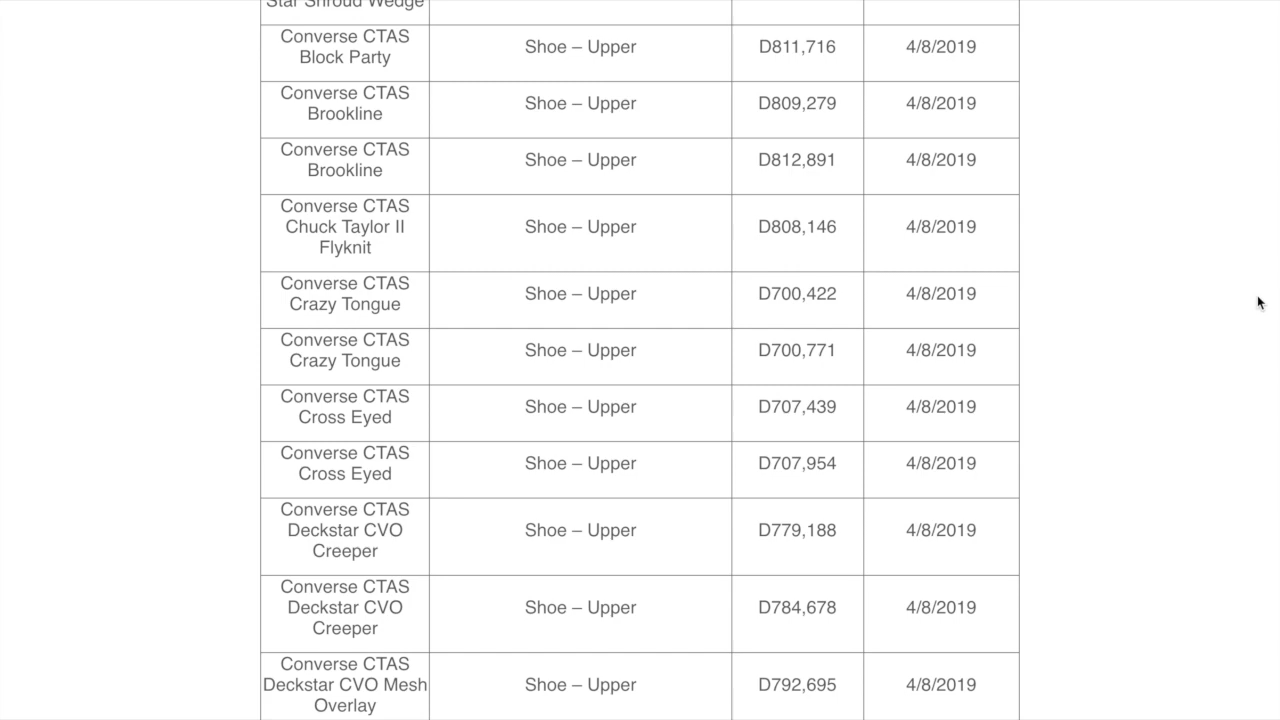 Star Shroud Wedge
Converse CTAS
Block Party
Shoe – Upper
D811,716
4/8/2019
Converse CTAS
Brookline
Shoe – Upper
D809,279
4/8/2019
Converse CTAS
Brookline
Shoe – Upper
D812,891
4/8/2019
Converse CTAS
Chuck Taylor II
Flyknit
Shoe – Upper
D808,146
4/8/2019
Converse CTAS
Crazy Tongue
Shoe – Upper
D700,422
4/8/2019
Converse CTAS
Crazy Tongue
Shoe – Upper
D700,771
4/8/2019
Converse CTAS
Cross Eyed
Shoe – Upper
D707,439
4/8/2019
Converse CTAS
Cross Eyed
Shoe – Upper
D707,954
4/8/2019
Converse CTAS
Deckstar CVO
Creeper
Shoe – Upper
D779,188
4/8/2019
Converse CTAS
Deckstar CVO
Creeper
Shoe – Upper
D784,678
4/8/2019
Converse CTAS
Deckstar CVO Mesh
Overlay
Shoe – Upper
D792,695
4/8/2019